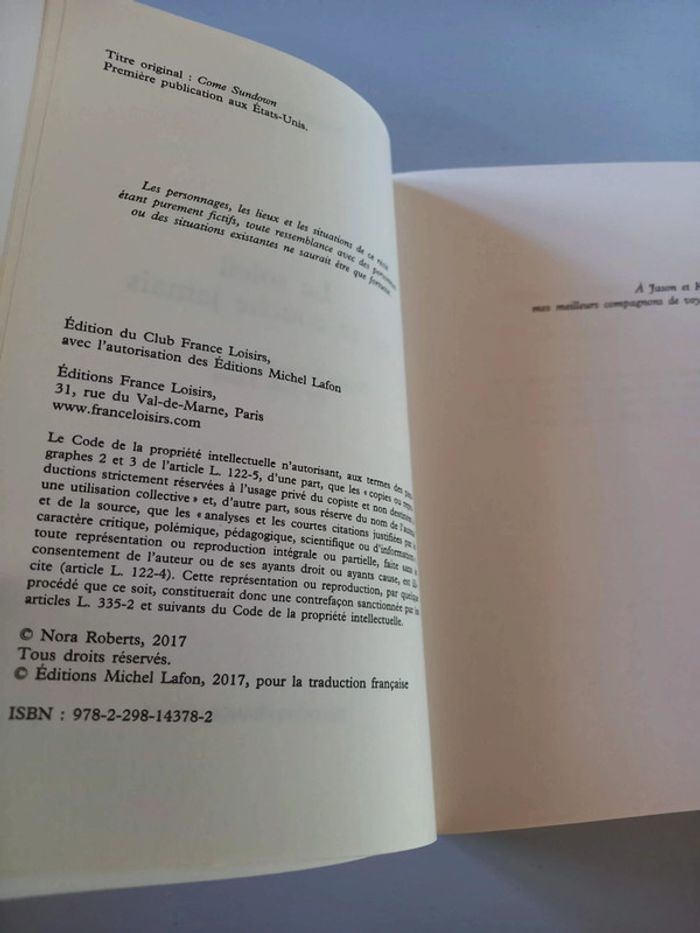 Titre original : Come Sundown
Première publication aux États-Unis.
Les personnages, les lieux et les situations de ce récit
étant purement fictifs, toute ressemblance avec des personnes
ou des situations existantes ne saurait être que fortuite.
Édition du Club France Loisirs,
avec l'autorisation des Éditions Michel Lafon
Éditions France Loisirs,
31, rue du Val-de-Marne, Paris
www.franceloisirs.com
Le Code de la propriété intellectuelle n'autorisant, aux termes des
graphes 2 et 3 de l'article L. 122-5, d'une part, que les « copies ou
ductions strictement réservées à l'usage privé du copiste et non
une utilisation collective » et, d'autre part, sous réserve du nom de
et de la source, que les « analyses et les courtes citations justifiées par
caractère critique, polémique, pédagogique, scientifique ou d'information
toute représentation ou reproduction intégrale ou partielle, faite sans
consentement de l'auteur ou de ses ayants droit ou ayants cause, est
cite (article L. 122-4). Cette représentation ou reproduction, par quelque
procédé que ce soit, constituerait donc une contrefaçon sanctionnée par les
articles L. 335-2 et suivants du Code de la propriété intellectuelle.
© Nora Roberts, 2017
Tous droits réservés.
© Éditions Michel Lafon, 2017, pour la traduction française
ISBN : 978-2-298-14378-2
À Jason et
mes meilleurs compagnons de